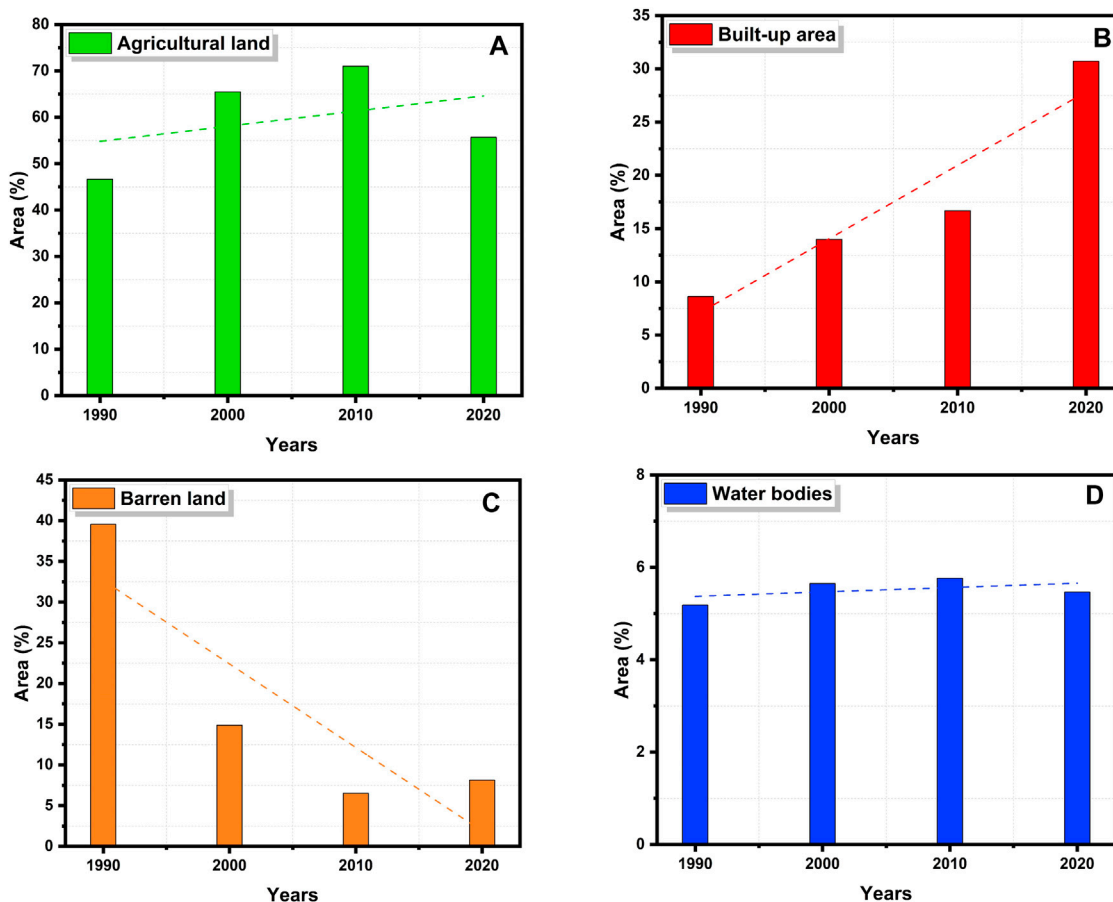 Agricultural land
A
Area (%)
80
70
60
50
40
30
20
10
0
1990 2000 2010 2020
Years
Built-up area
B
Area (%)
35
30
25
20
15
10
5
0
1990 2000 2010 2020
Years
Barren land
C
Area (%)
45
40
35
30
25
20
15
10
5
0
1990 2000 2010 2020
Years
Water bodies
D
Area (%)
8
6
4
2
0
1990 2000 2010 2020
Years